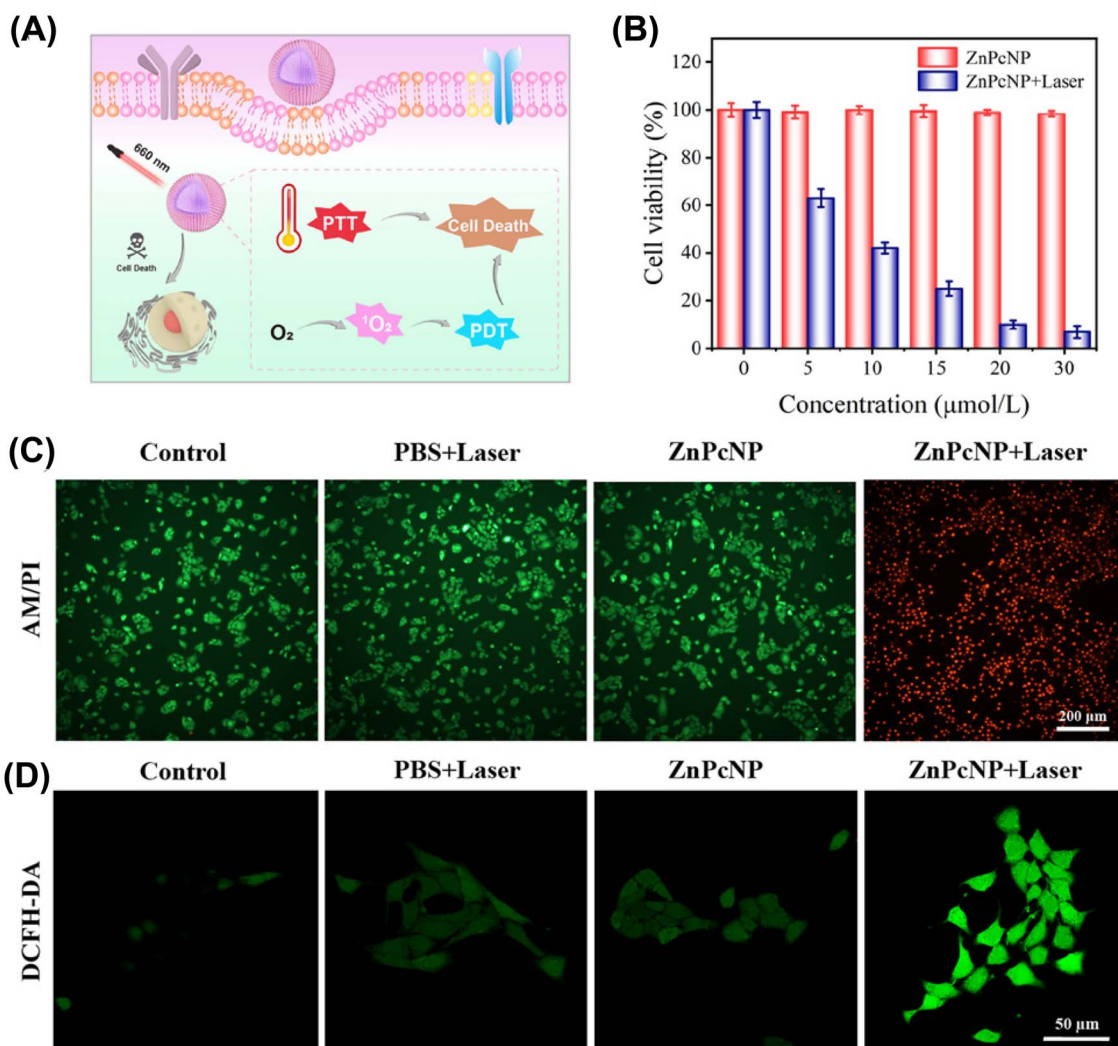 (A)
660 nm
PTT
Cell Death
Cell Death
O₂
¹O₂
PDT
(B)
ZnPcNP
ZnPcNP+Laser
120
100
80
60
40
20
0
Cell viability (%)
0 5 10 15 20 30
Concentration (μmol/L)
(C)
Control PBS+Laser ZnPcNP ZnPcNP+Laser
AM/PI
200 μm
(D)
Control PBS+Laser ZnPcNP ZnPcNP+Laser
DCFH-DA
50 μm